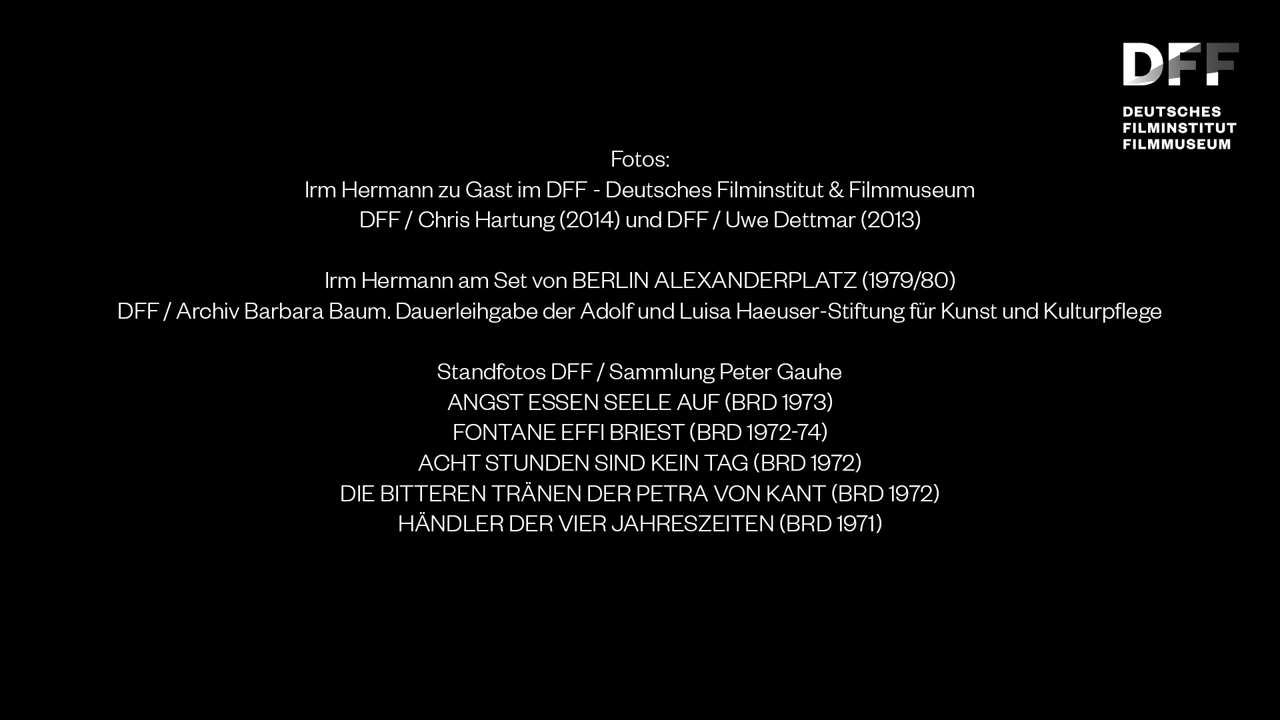 DFF
DEUTSCHES
FILMINSTITUT
FILMMUSEUM
Fotos:
Irm Hermann zu Gast im DFF - Deutsches Filminstitut & Filmmuseum
DFF / Chris Hartung (2014) und DFF / Uwe Dettmar (2013)
Irm Hermann am Set von BERLIN ALEXANDERPLATZ (1979/80)
DFF / Archiv Barbara Baum. Dauerleihgabe der Adolf und Luisa Haeuser-Stiftung für Kunst und Kulturpflege
Standfotos DFF / Sammlung Peter Gauhe
ANGST ESSEN SEELE AUF (BRD 1973)
FONTANE EFFI BRIEST (BRD 1972-74)
ACHT STUNDEN SIND KEIN TAG (BRD 1972)
DIE BITTEREN TRÄNEN DER PETRA VON KANT (BRD 1972)
HÄNDLER DER VIER JAHRESZEITEN (BRD 1971)